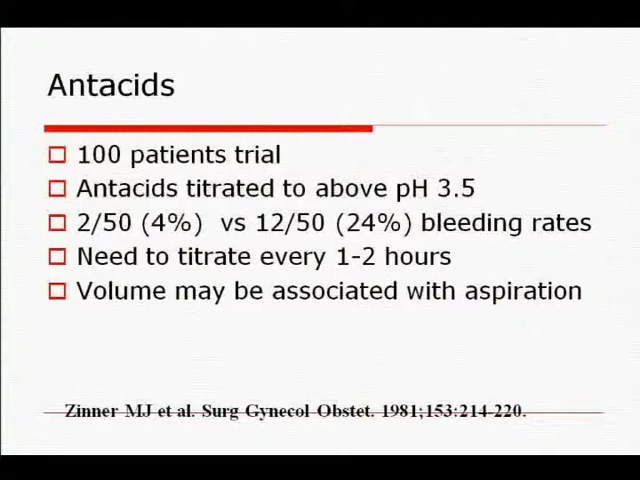 Antacids
100 patients trial
Antacids titrated to above pH 3.5
2/50 (4%) vs 12/50 (24%) bleeding rates
Need to titrate every 1-2 hours
Volume may be associated with aspiration
Zinner MJ et al. Surg Gynecol Obstet. 1981;153:214-220.